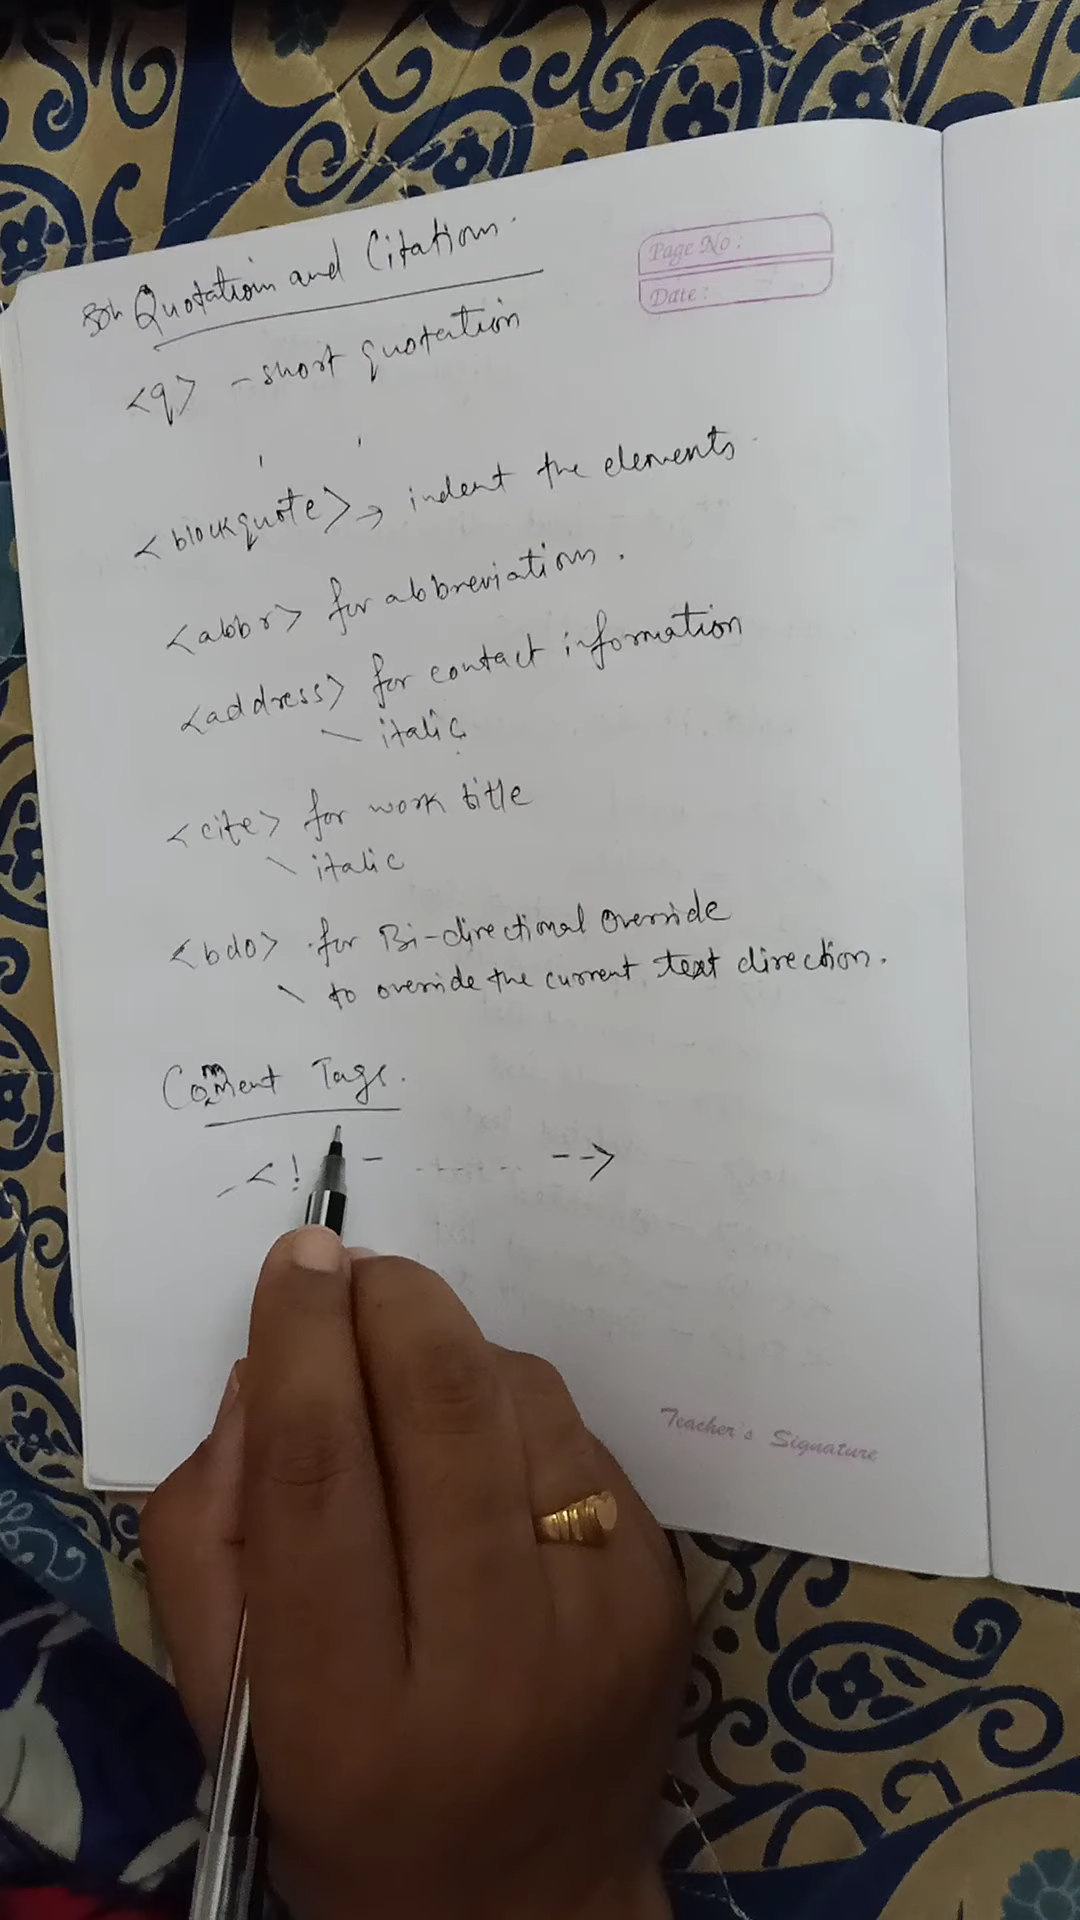 Quotation and Citation.
Page No :
Date :
<q> - short quotation
<blockquote> → indent the elements.
<abbr> for abbreviations.
<address> for contact information
\ italic
<cite> for work title
\ italic
<bdo> for Bi-directional override
\ to override the current text direction.
Comment Tags.
<! - -->
Teacher's Signature